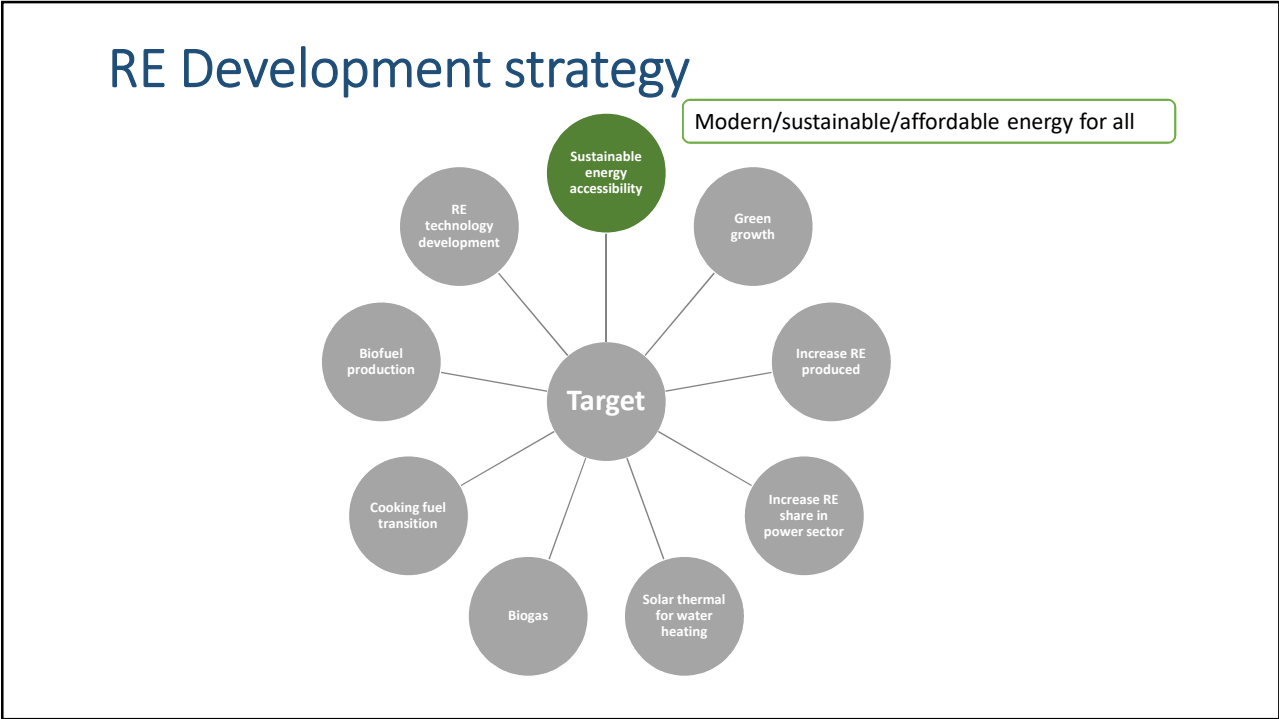 RE Development strategy
Modern/sustainable/affordable energy for all
Sustainable
energy
accessibility
Green
growth
Increase RE
produced
Increase RE
share in
power sector
Solar thermal
for water
heating
Biogas
Cooking fuel
transition
Biofuel
production
RE
technology
development
Target